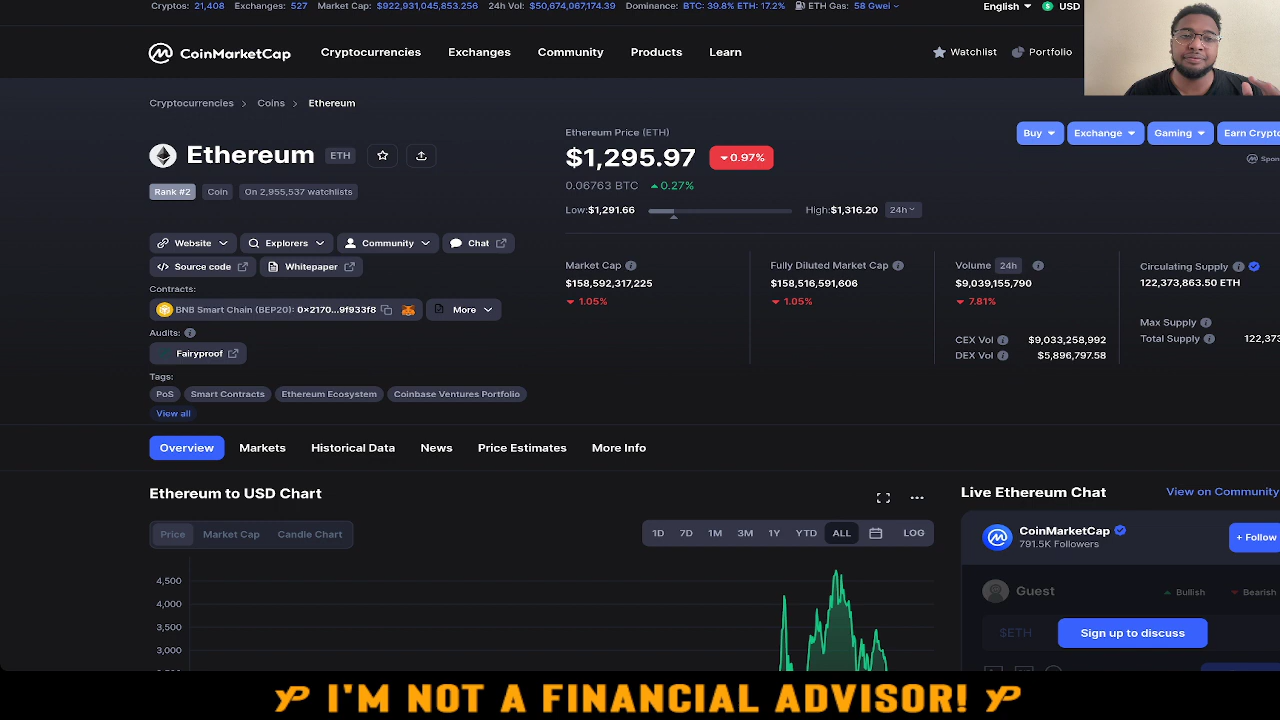 Cryptos: 21,408 Exchanges: 527 Market Cap: $922,931,045,853.256 24h Vol: $50,674,067,174.39 Dominance: BTC: 39.8% ETH: 17.2% ETH Gas: 58 Gwei English USD
CoinMarketCap Cryptocurrencies Exchanges Community Products Learn Watchlist Portfolio
Cryptocurrencies > Coins > Ethereum
Ethereum ETH
Rank #2 Coin On 2,955,537 watchlists
Website Explorers Community Chat
Source code Whitepaper
Contracts:
BNB Smart Chain (BEP20): 0x2170...9f933f8 More
Audits:
Fairyproof
Tags:
PoS Smart Contracts Ethereum Ecosystem Coinbase Ventures Portfolio
View all
Ethereum Price (ETH)
$1,295.97 0.97%
0.06763 BTC 0.27%
Low:$1,291.66 High:$1,316.20 24h
Buy Exchange Gaming Earn Crypto
Spon
Market Cap
$158,592,317,225
1.05%
Fully Diluted Market Cap
$158,516,591,606
1.05%
Volume 24h
$9,039,155,790
7.81%
CEX Vol $9,033,258,992
DEX Vol $5,896,797.58
Circulating Supply
122,373,863.50 ETH
Max Supply
Total Supply 122,373
Overview Markets Historical Data News Price Estimates More Info
Ethereum to USD Chart
Price Market Cap Candle Chart
1D 7D 1M 3M 1Y YTD ALL LOG
4,500
4,000
3,500
3,000
Live Ethereum Chat View on Community
CoinMarketCap
791.5K Followers
+ Follow
Guest Bullish Bearish
$ETH
Sign up to discuss
YP I'M NOT A FINANCIAL ADVISOR! YP